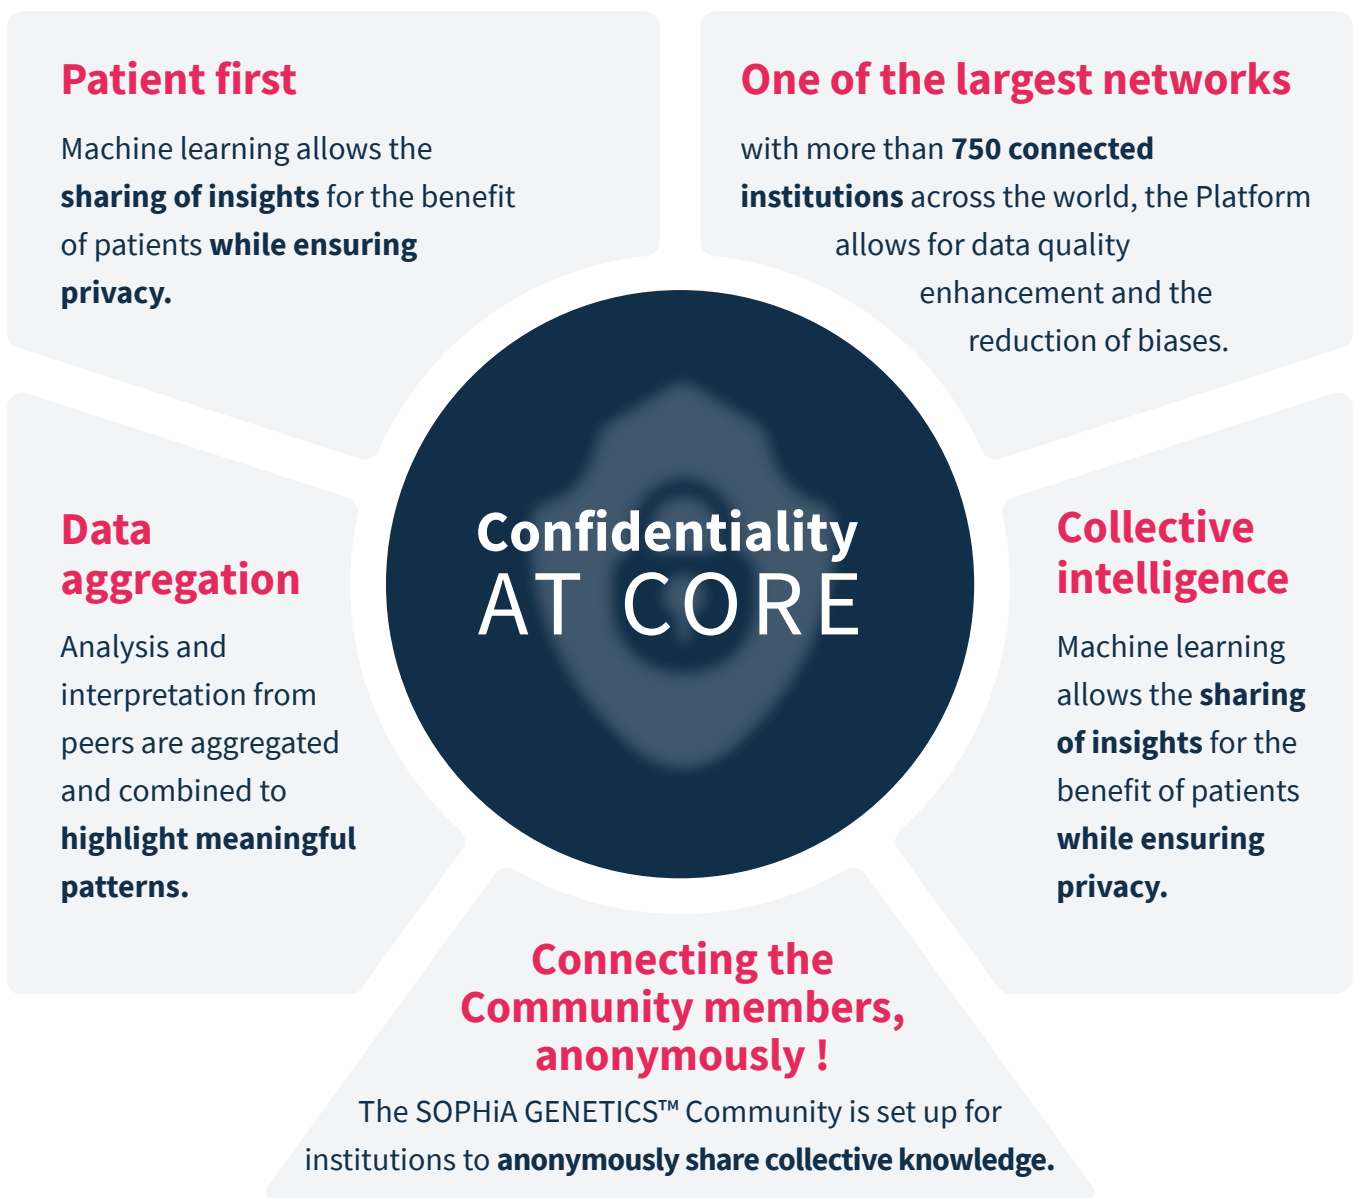 Patient first
Machine learning allows the
sharing of insights for the benefit
of patients while ensuring
privacy.
One of the largest networks
with more than 750 connected
institutions across the world, the Platform
allows for data quality
enhancement and the
reduction of biases.
Data
aggregation
Analysis and
interpretation from
peers are aggregated
and combined to
highlight meaningful
patterns.
Confidentiality
AT CORE
Collective
intelligence
Machine learning
allows the sharing
of insights for the
benefit of patients
while ensuring
privacy.
Connecting the
Community members,
anonymously !
The SOPHiA GENETICS™ Community is set up for
institutions to anonymously share collective knowledge.